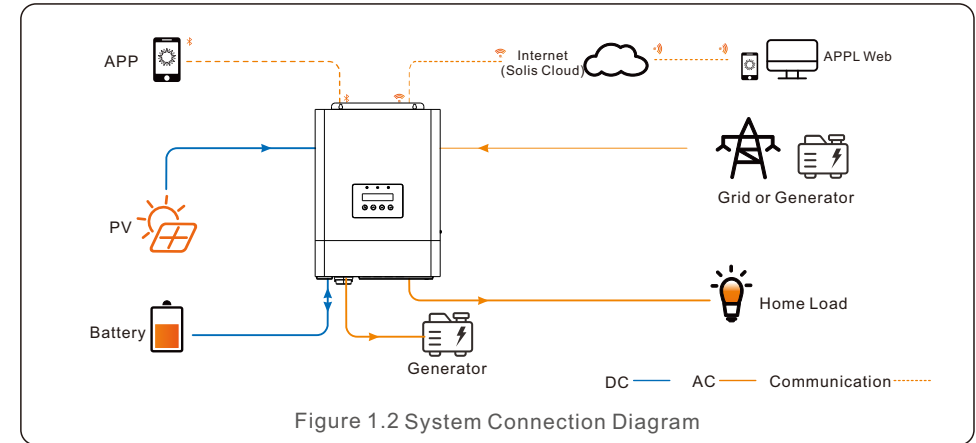 APP
Internet
(Solis Cloud)
APPL Web
Grid or Generator
PV
Home Load
Battery
Generator
DC AC Communication
Figure 1.2 System Connection Diagram